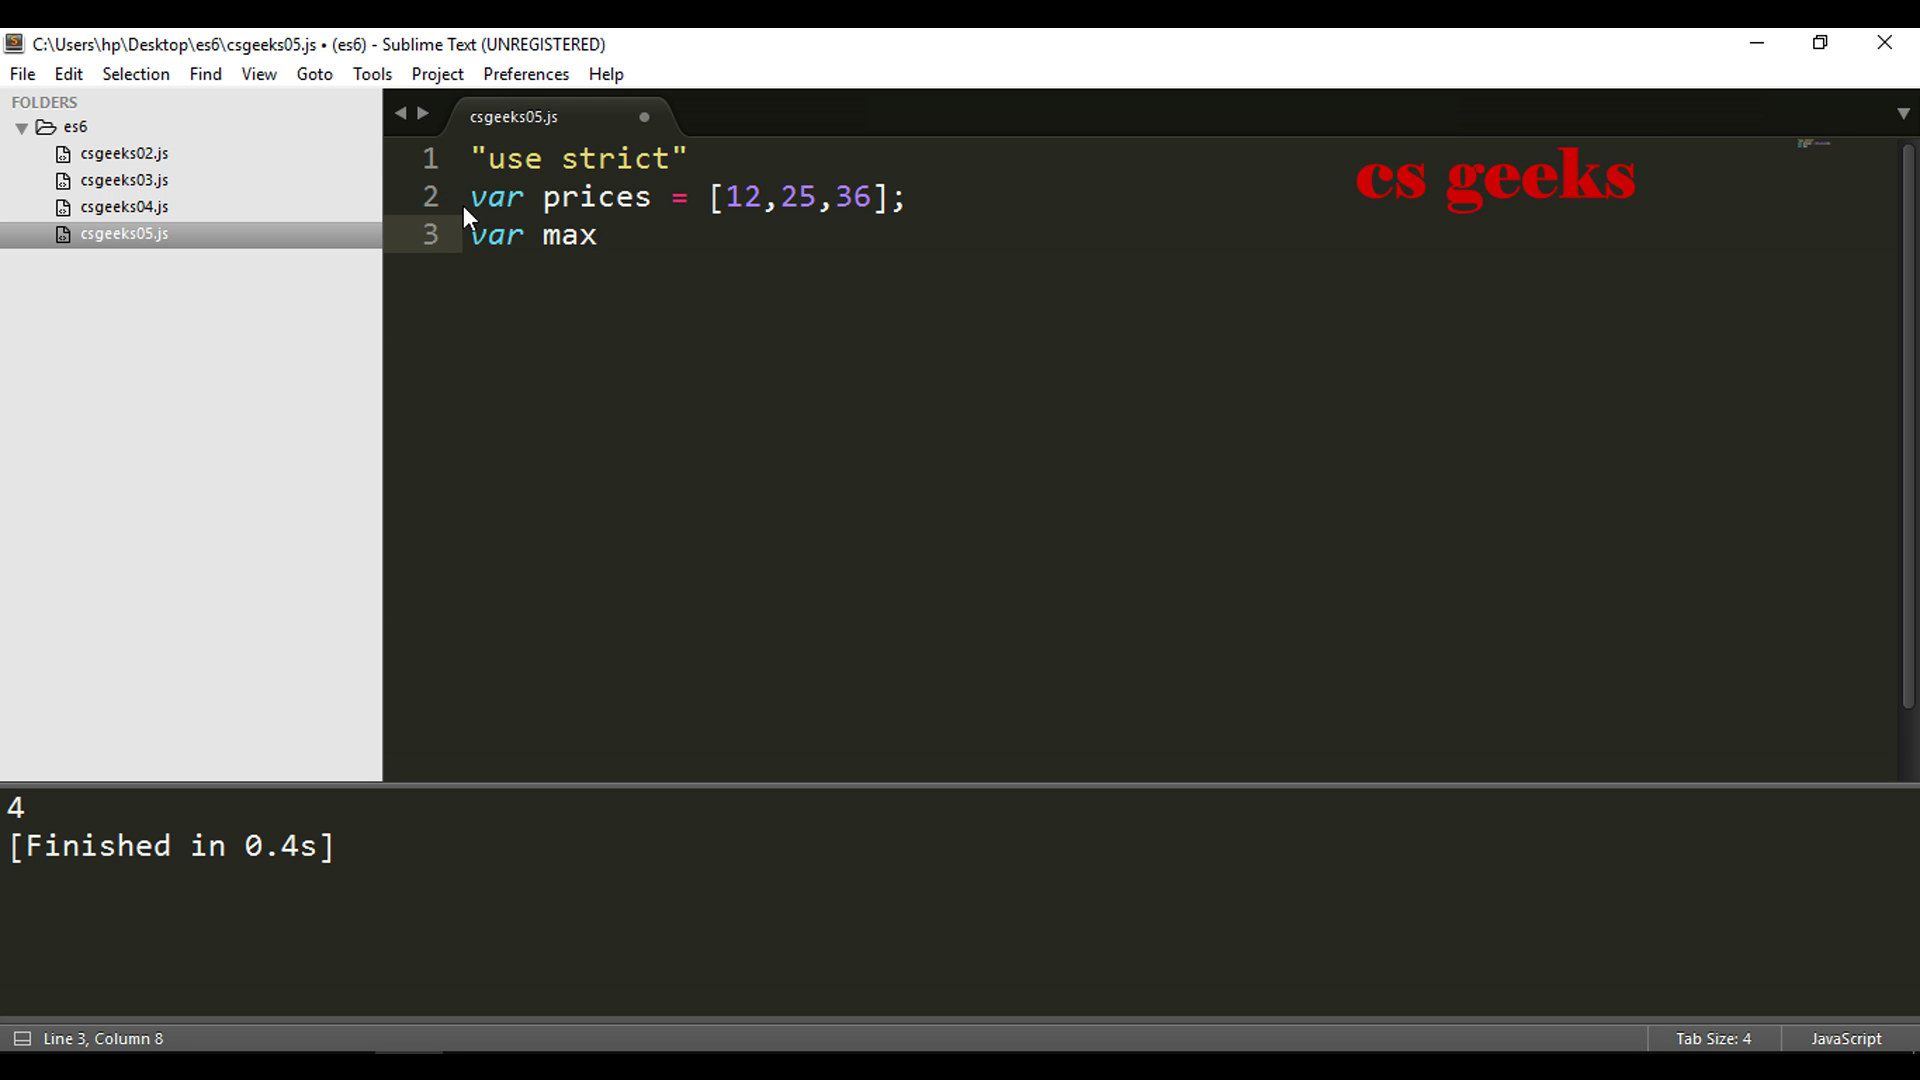 C:\Users\hp\Desktop\es6\csgeeks05.js • (es6) - Sublime Text (UNREGISTERED)
File Edit Selection Find View Goto Tools Project Preferences Help
FOLDERS
es6
csgeeks02.js
csgeeks03.js
csgeeks04.js
csgeeks05.js
csgeeks05.js
1 "use strict"
2 var prices = [12,25,36];
3 var max
cs geeks
4
[Finished in 0.4s]
Line 3, Column 8
Tab Size: 4
JavaScript